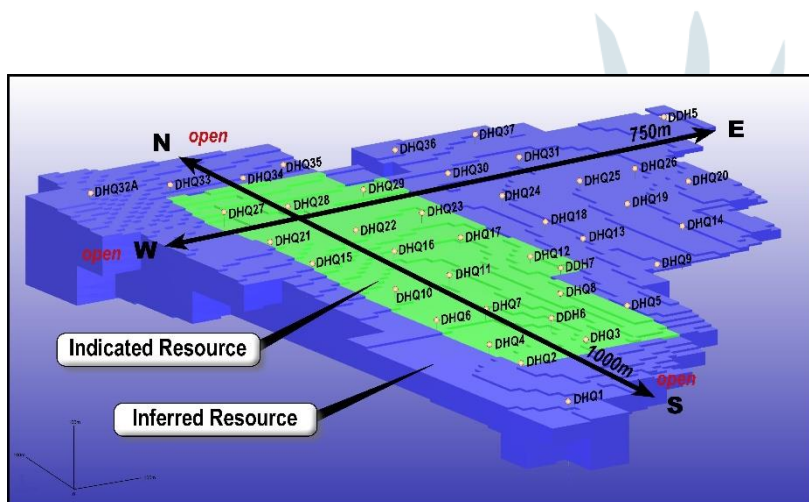 DDH5
DHQ37
750m
E
open
DHQ36
N
DHQ35
DHQ31
DHQ34
DHQ30
DHQ26
DHQ33
DHQ25
DHQ20
DHQ32A
DHQ29
DHQ24
DHQ28
DHQ19
DHQ27
DHQ23
DHQ18
DHQ14
DHQ22
DHQ17
DHQ13
DHQ21
open
W
DHQ16
DHQ12
DHQ15
DDH7
DHQ9
DHQ11
DHQ10
DHQ8
DHQ5
DHQ7
DHQ6
DDH6
DHQ3
Indicated Resource
DHQ4
DHQ2
1000m
open
S
DHQ1
Inferred Resource